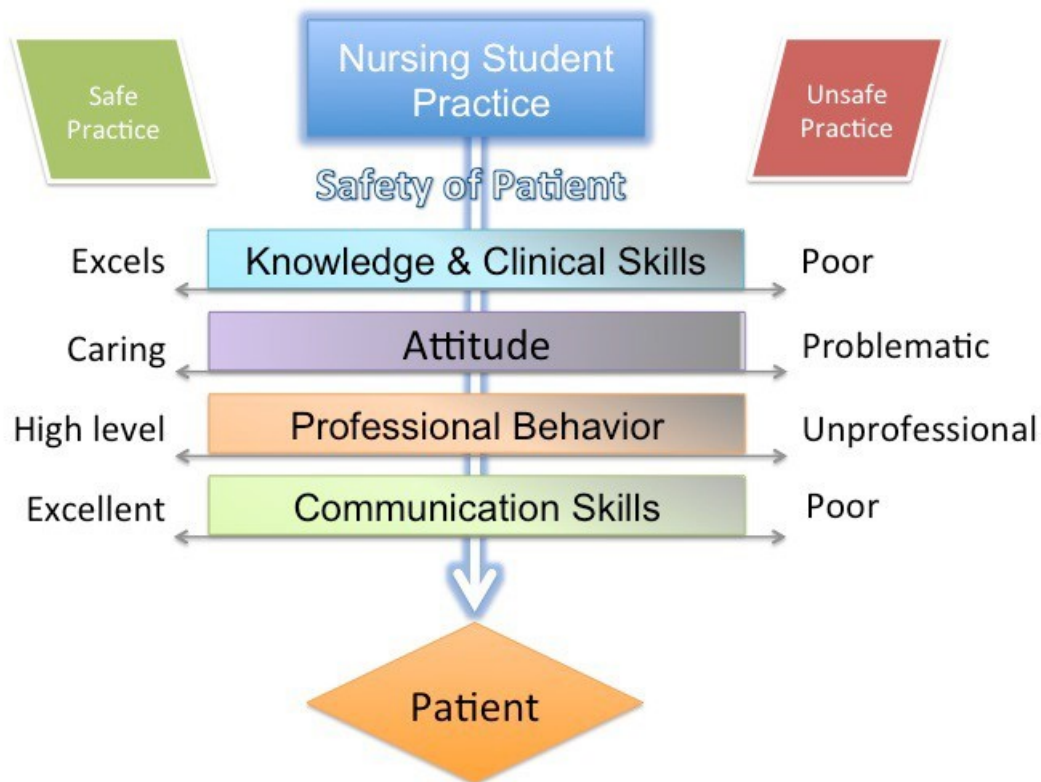 Safe
Practice
Nursing Student
Practice
Unsafe
Practice
Safety of Patient
Excels
Knowledge & Clinical Skills
Poor
Caring
Attitude
Problematic
High level
Professional Behavior
Unprofessional
Excellent
Communication Skills
Poor
Patient